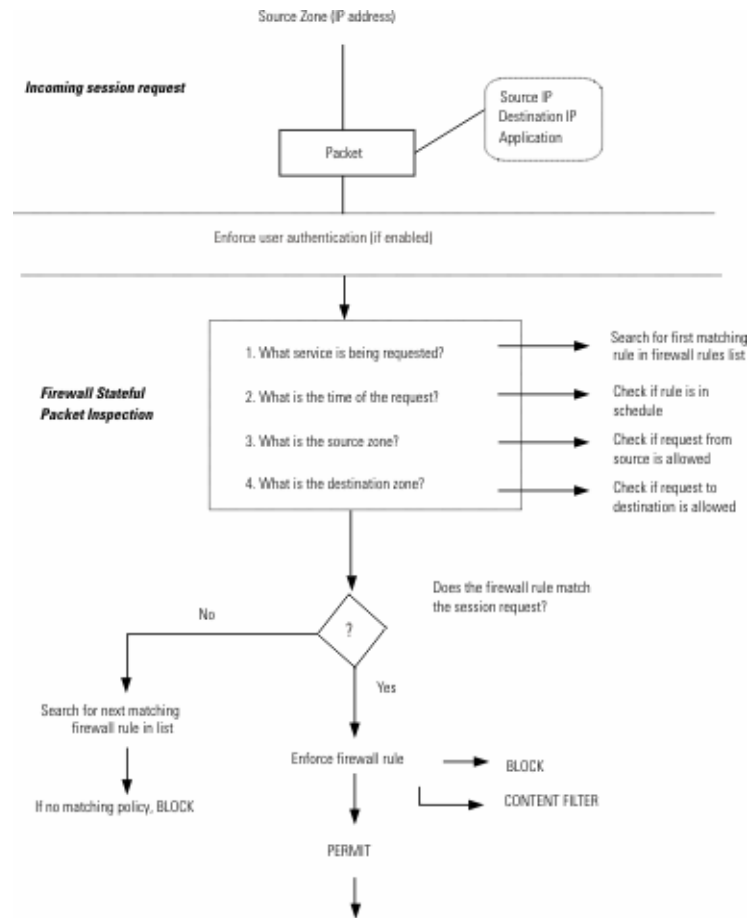 Source Zone (IP address)
Incoming session request
Source IP
Destination IP
Application
Packet
Enforce user authentication (if enabled)
1. What service is being requested?
Search for first matching
rule in firewall rules list
Firewall Stateful
Packet Inspection
2. What is the time of the request?
Check if rule is in
schedule
3. What is the source zone?
Check if request from
source is allowed
4. What is the destination zone?
Check if request to
destination is allowed
Does the firewall rule match
the session request?
No
?
Yes
Search for next matching
firewall rule in list
Enforce firewall rule
BLOCK
If no matching policy, BLOCK
CONTENT FILTER
PERMIT